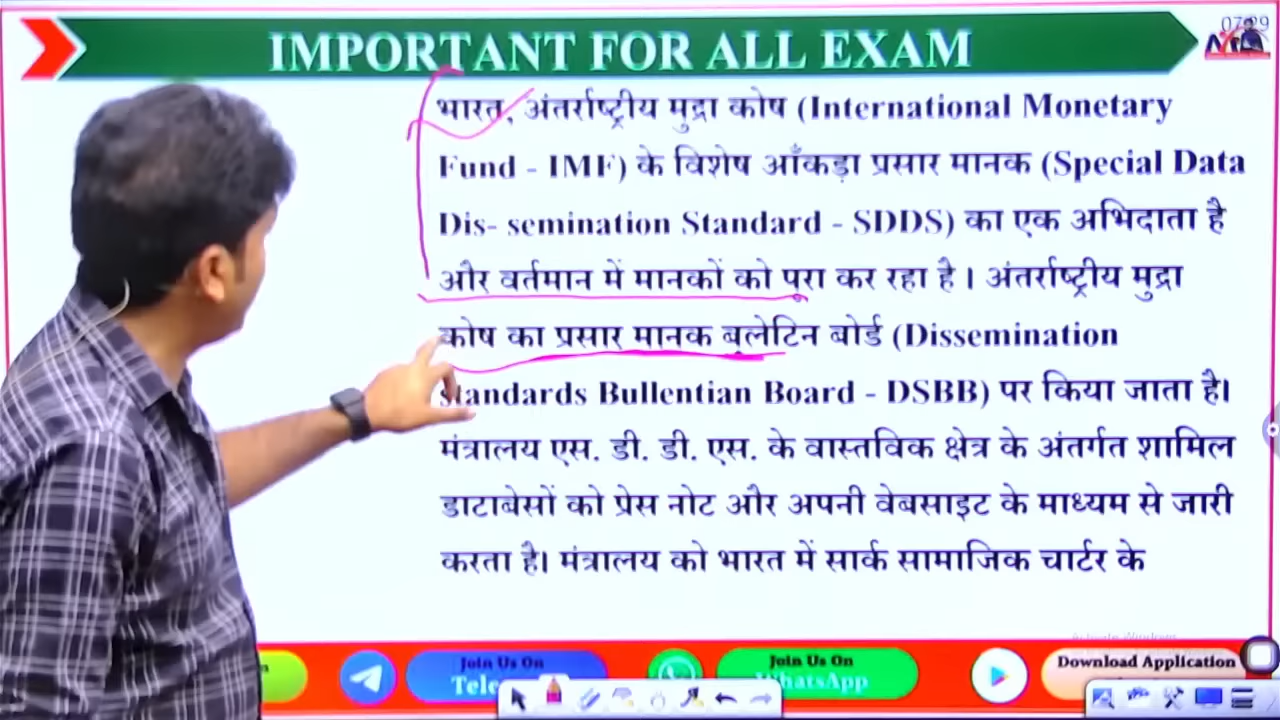 IMPORTANT FOR ALL EXAM
07:29
भारत, अंतर्राष्ट्रीय मुद्रा कोष (International Monetary
Fund - IMF) के विशेष आँकड़ा प्रसार मानक (Special Data
Dis- semination Standard - SDDS) का एक अभिदाता है
और वर्तमान में मानकों को पूरा कर रहा है । अंतर्राष्ट्रीय मुद्रा
कोष का प्रसार मानक बुलेटिन बोर्ड (Dissemination
standards Bullentian Board - DSBB) पर किया जाता है।
मंत्रालय एस. डी. डी. एस. के वास्तविक क्षेत्र के अंतर्गत शामिल
डाटाबेसों को प्रेस नोट और अपनी वेबसाइट के माध्यम से जारी
करता है। मंत्रालय को भारत में सार्क सामाजिक चार्टर के
Join Us On
Join Us On
WhatsApp
Download Application